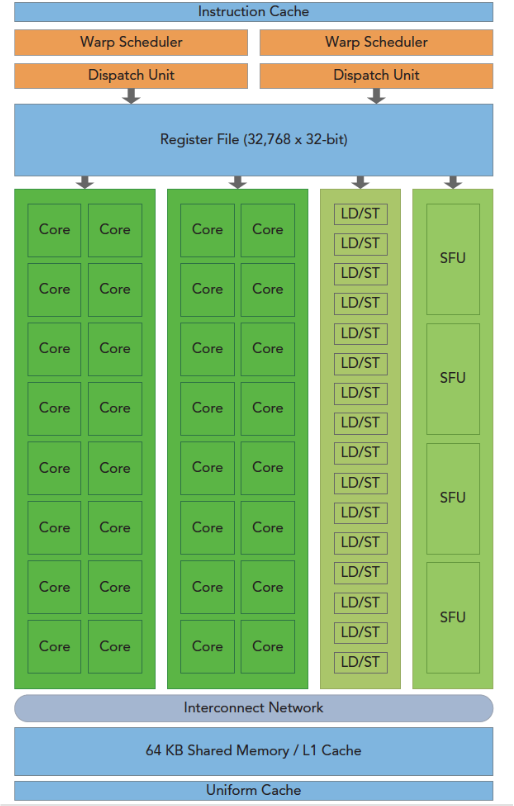 Instruction Cache
Warp Scheduler Warp Scheduler
Dispatch Unit Dispatch Unit
Register File (32,768 x 32-bit)
Core Core Core Core LD/ST
LD/ST
SFU
Core Core Core Core LD/ST
LD/ST
Core Core Core Core LD/ST
LD/ST
SFU
Core Core Core Core LD/ST
LD/ST
Core Core Core Core LD/ST
LD/ST
SFU
Core Core Core Core LD/ST
LD/ST
Core Core Core Core LD/ST
LD/ST
SFU
Core Core Core Core LD/ST
LD/ST
Interconnect Network
64 KB Shared Memory / L1 Cache
Uniform Cache